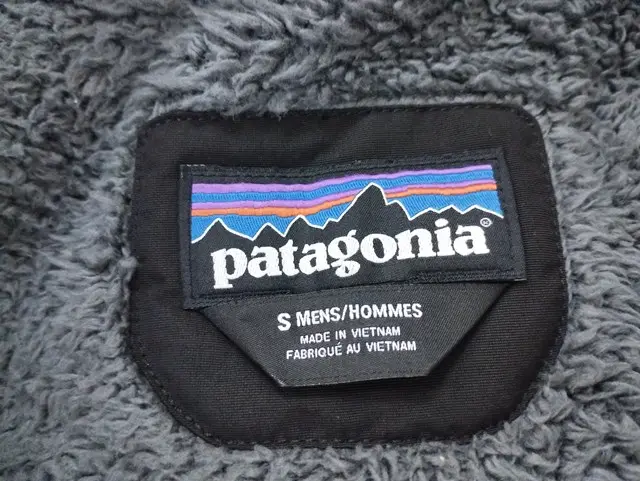 patagonia®
S MENS/HOMMES
MADE IN VIETNAM
FABRIQUÉ AU VIETNAM